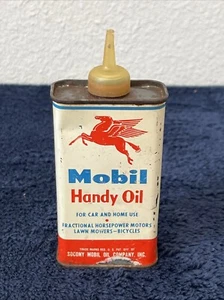 Mobil
Handy Oil
FOR CAR AND HOME USE
FRACTIONAL HORSEPOWER MOTORS
LAWN MOWERS-BICYCLES
SOCONY MOBIL OIL COMPANY, INC.